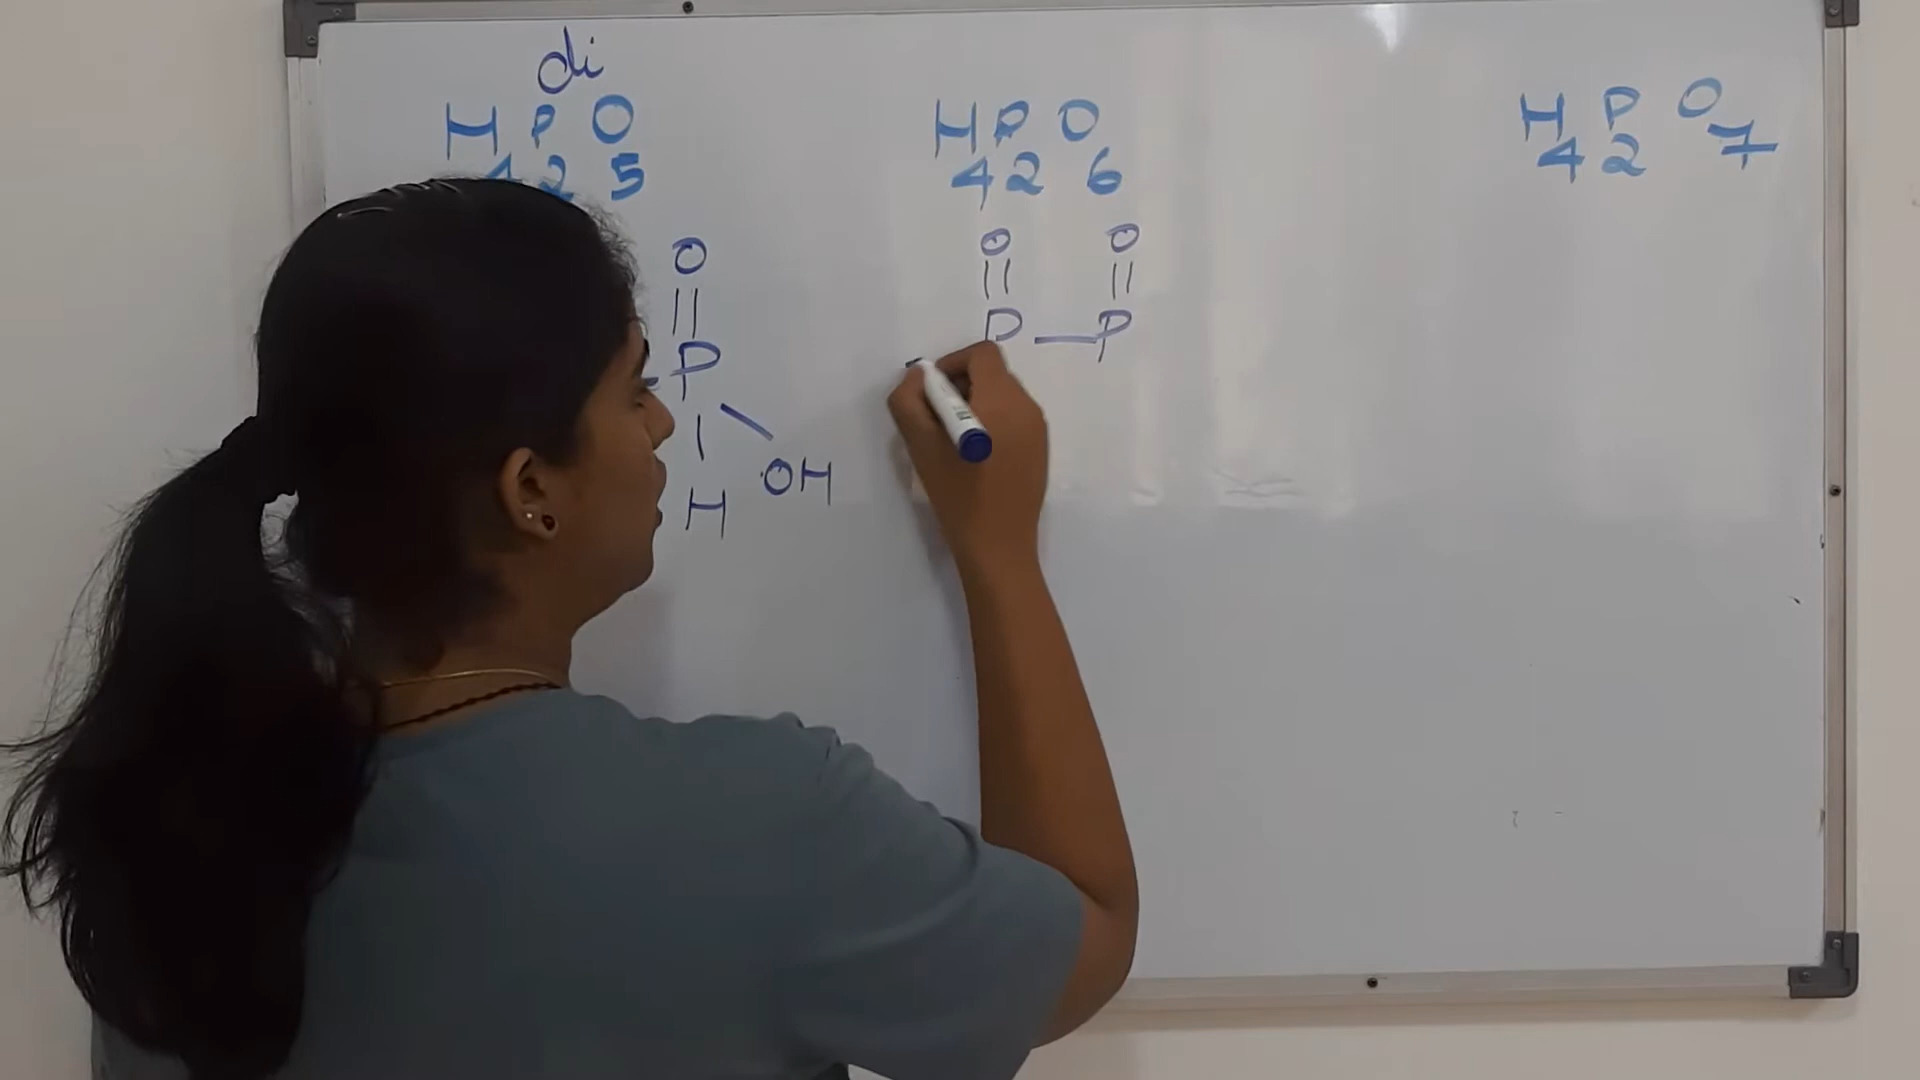 di
H P O H P O H P O
4 2 5 4 2 6 4 2 7
O O O
P P P
H OH